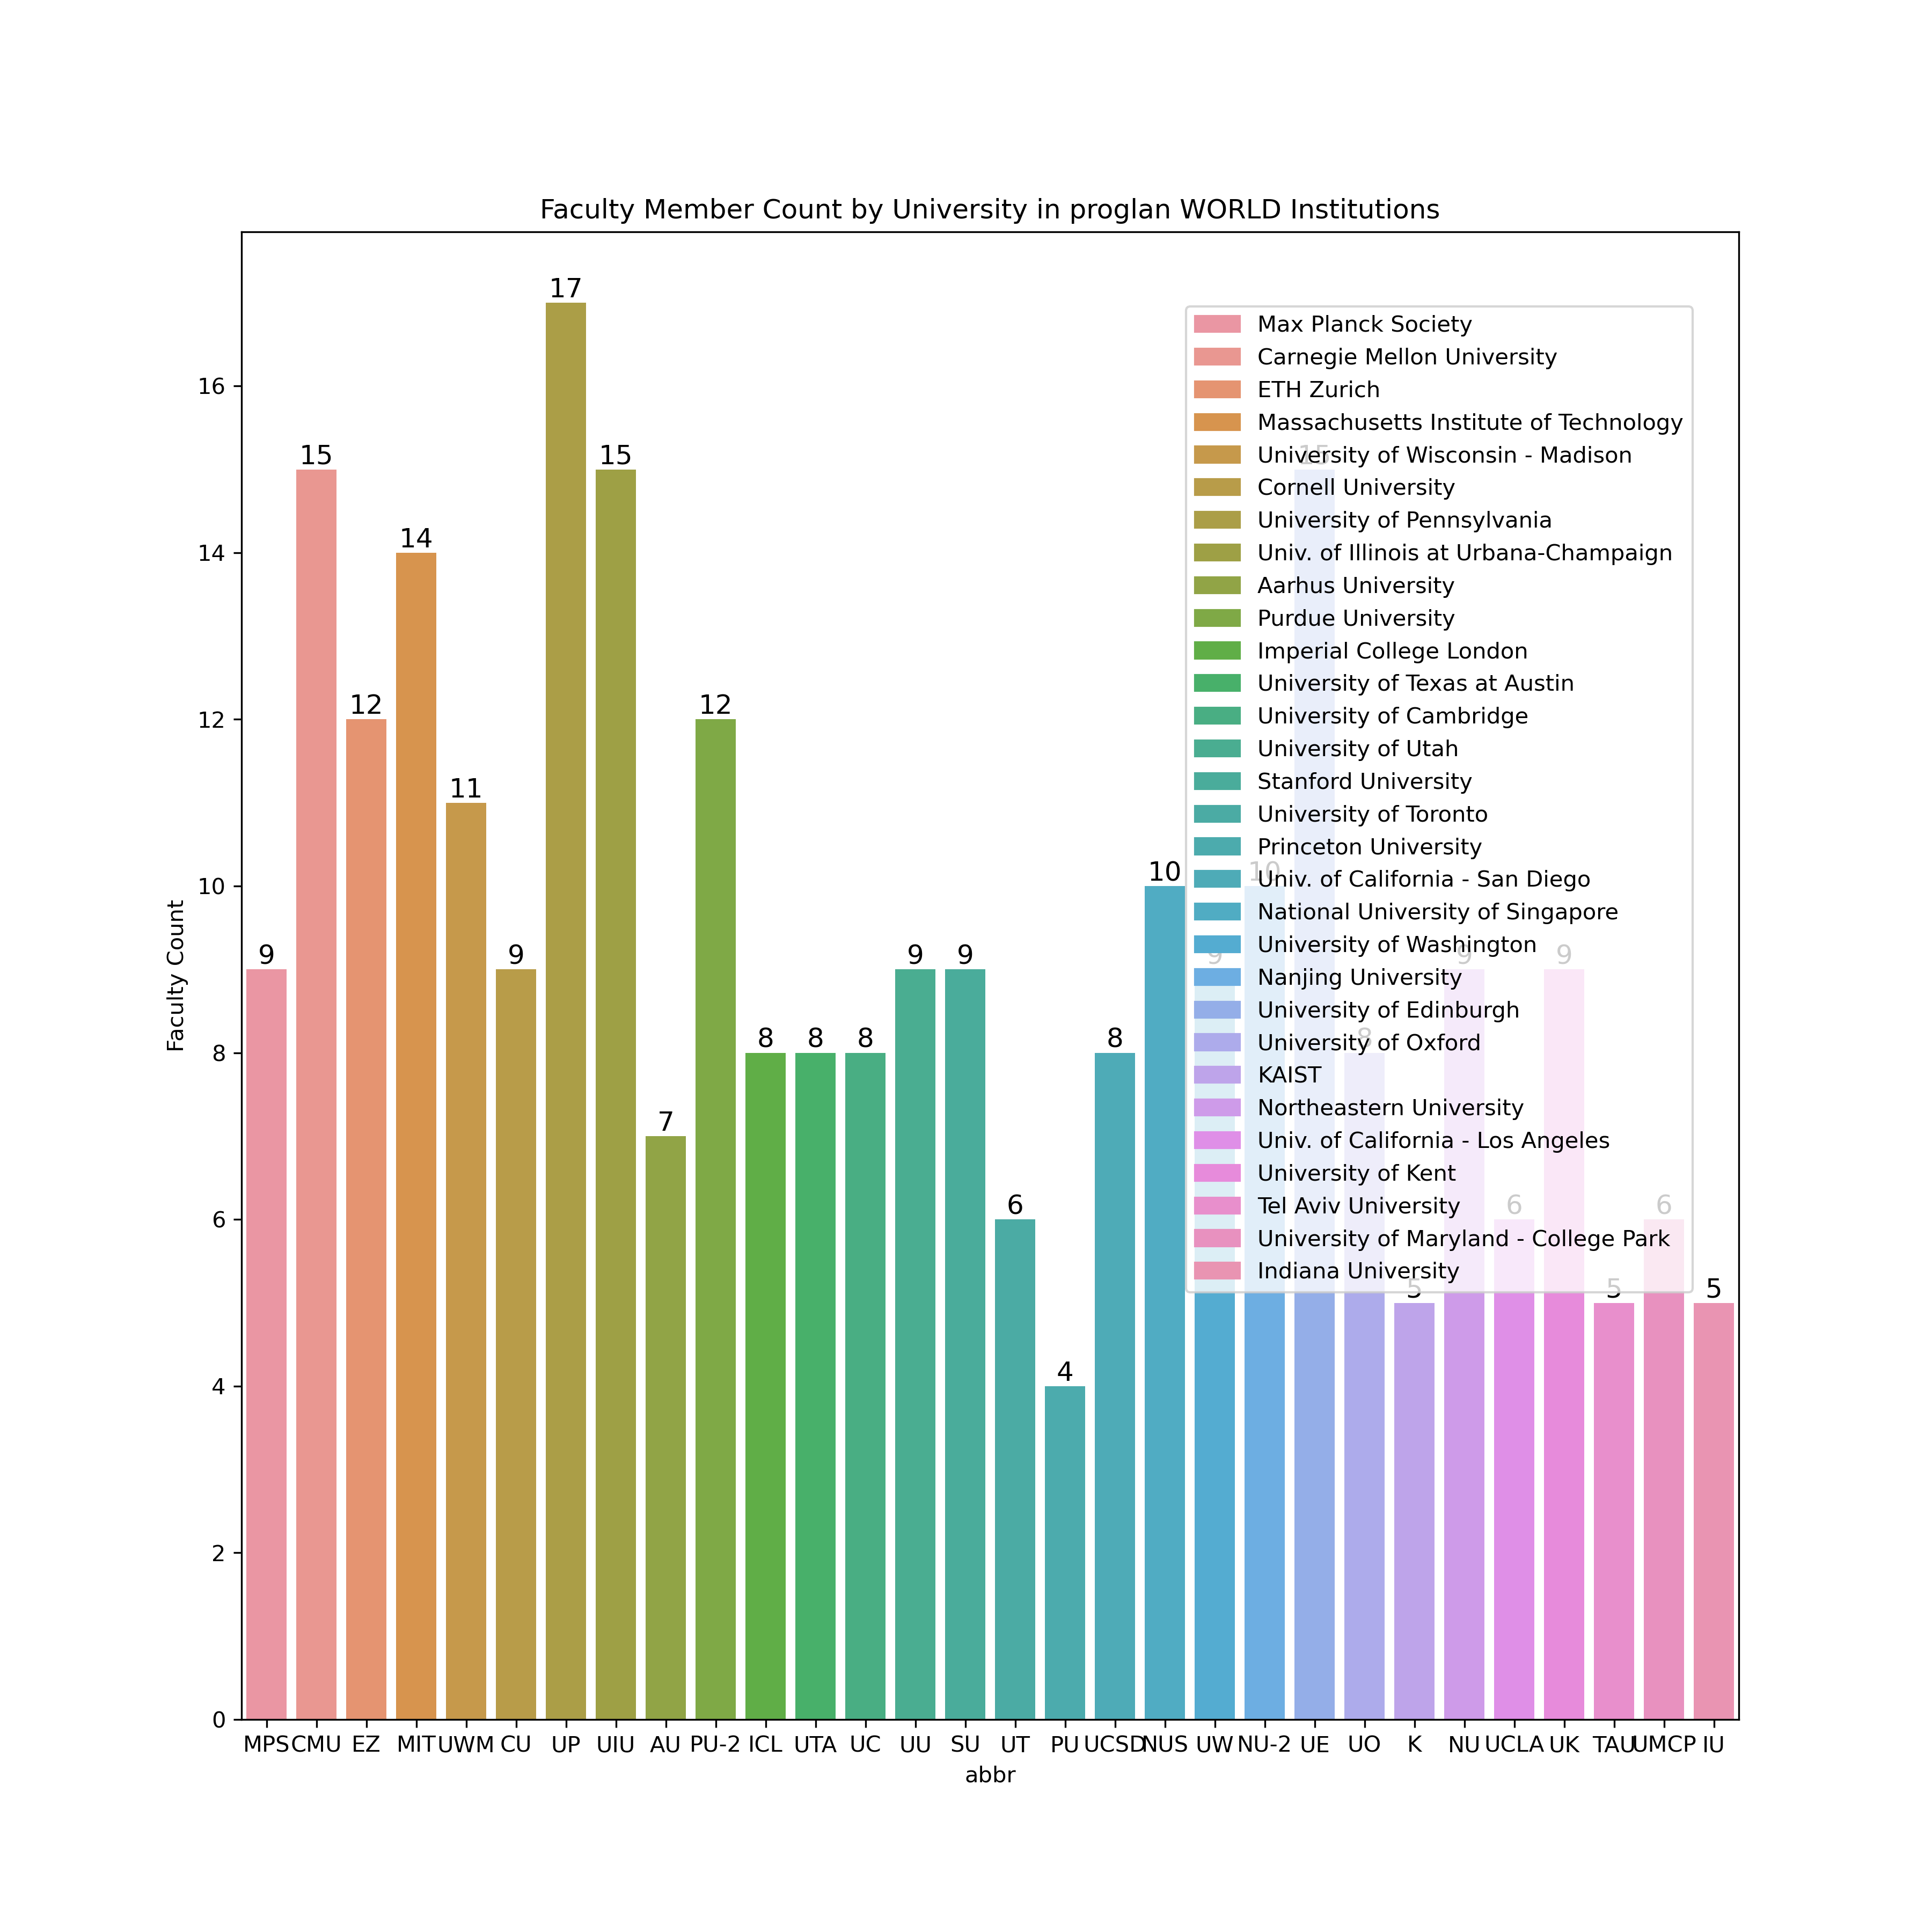 Faculty Member Count by University in proglan WORLD Institutions
Faculty Count
16
14
12
10
8
6
4
2
0
17
15 15 15
14
12 12
11
10 10
9 9 9 9 9 9 9
8 8 8 8 8
7
6 6 6
5 5 5
4
Max Planck Society
Carnegie Mellon University
ETH Zurich
Massachusetts Institute of Technology
University of Wisconsin - Madison
Cornell University
University of Pennsylvania
Univ. of Illinois at Urbana-Champaign
Aarhus University
Purdue University
Imperial College London
University of Texas at Austin
University of Cambridge
University of Utah
Stanford University
University of Toronto
Princeton University
Univ. of California - San Diego
National University of Singapore
University of Washington
Nanjing University
University of Edinburgh
University of Oxford
KAIST
Northeastern University
Univ. of California - Los Angeles
University of Kent
Tel Aviv University
University of Maryland - College Park
Indiana University
MPS CMU EZ MIT UWM CU UP UIU AU PU-2 ICL UTA UC UU SU UT PU UCSD NUS UW NU-2 UE UO K NU UCLA UK TAU UMCP IU
abbr